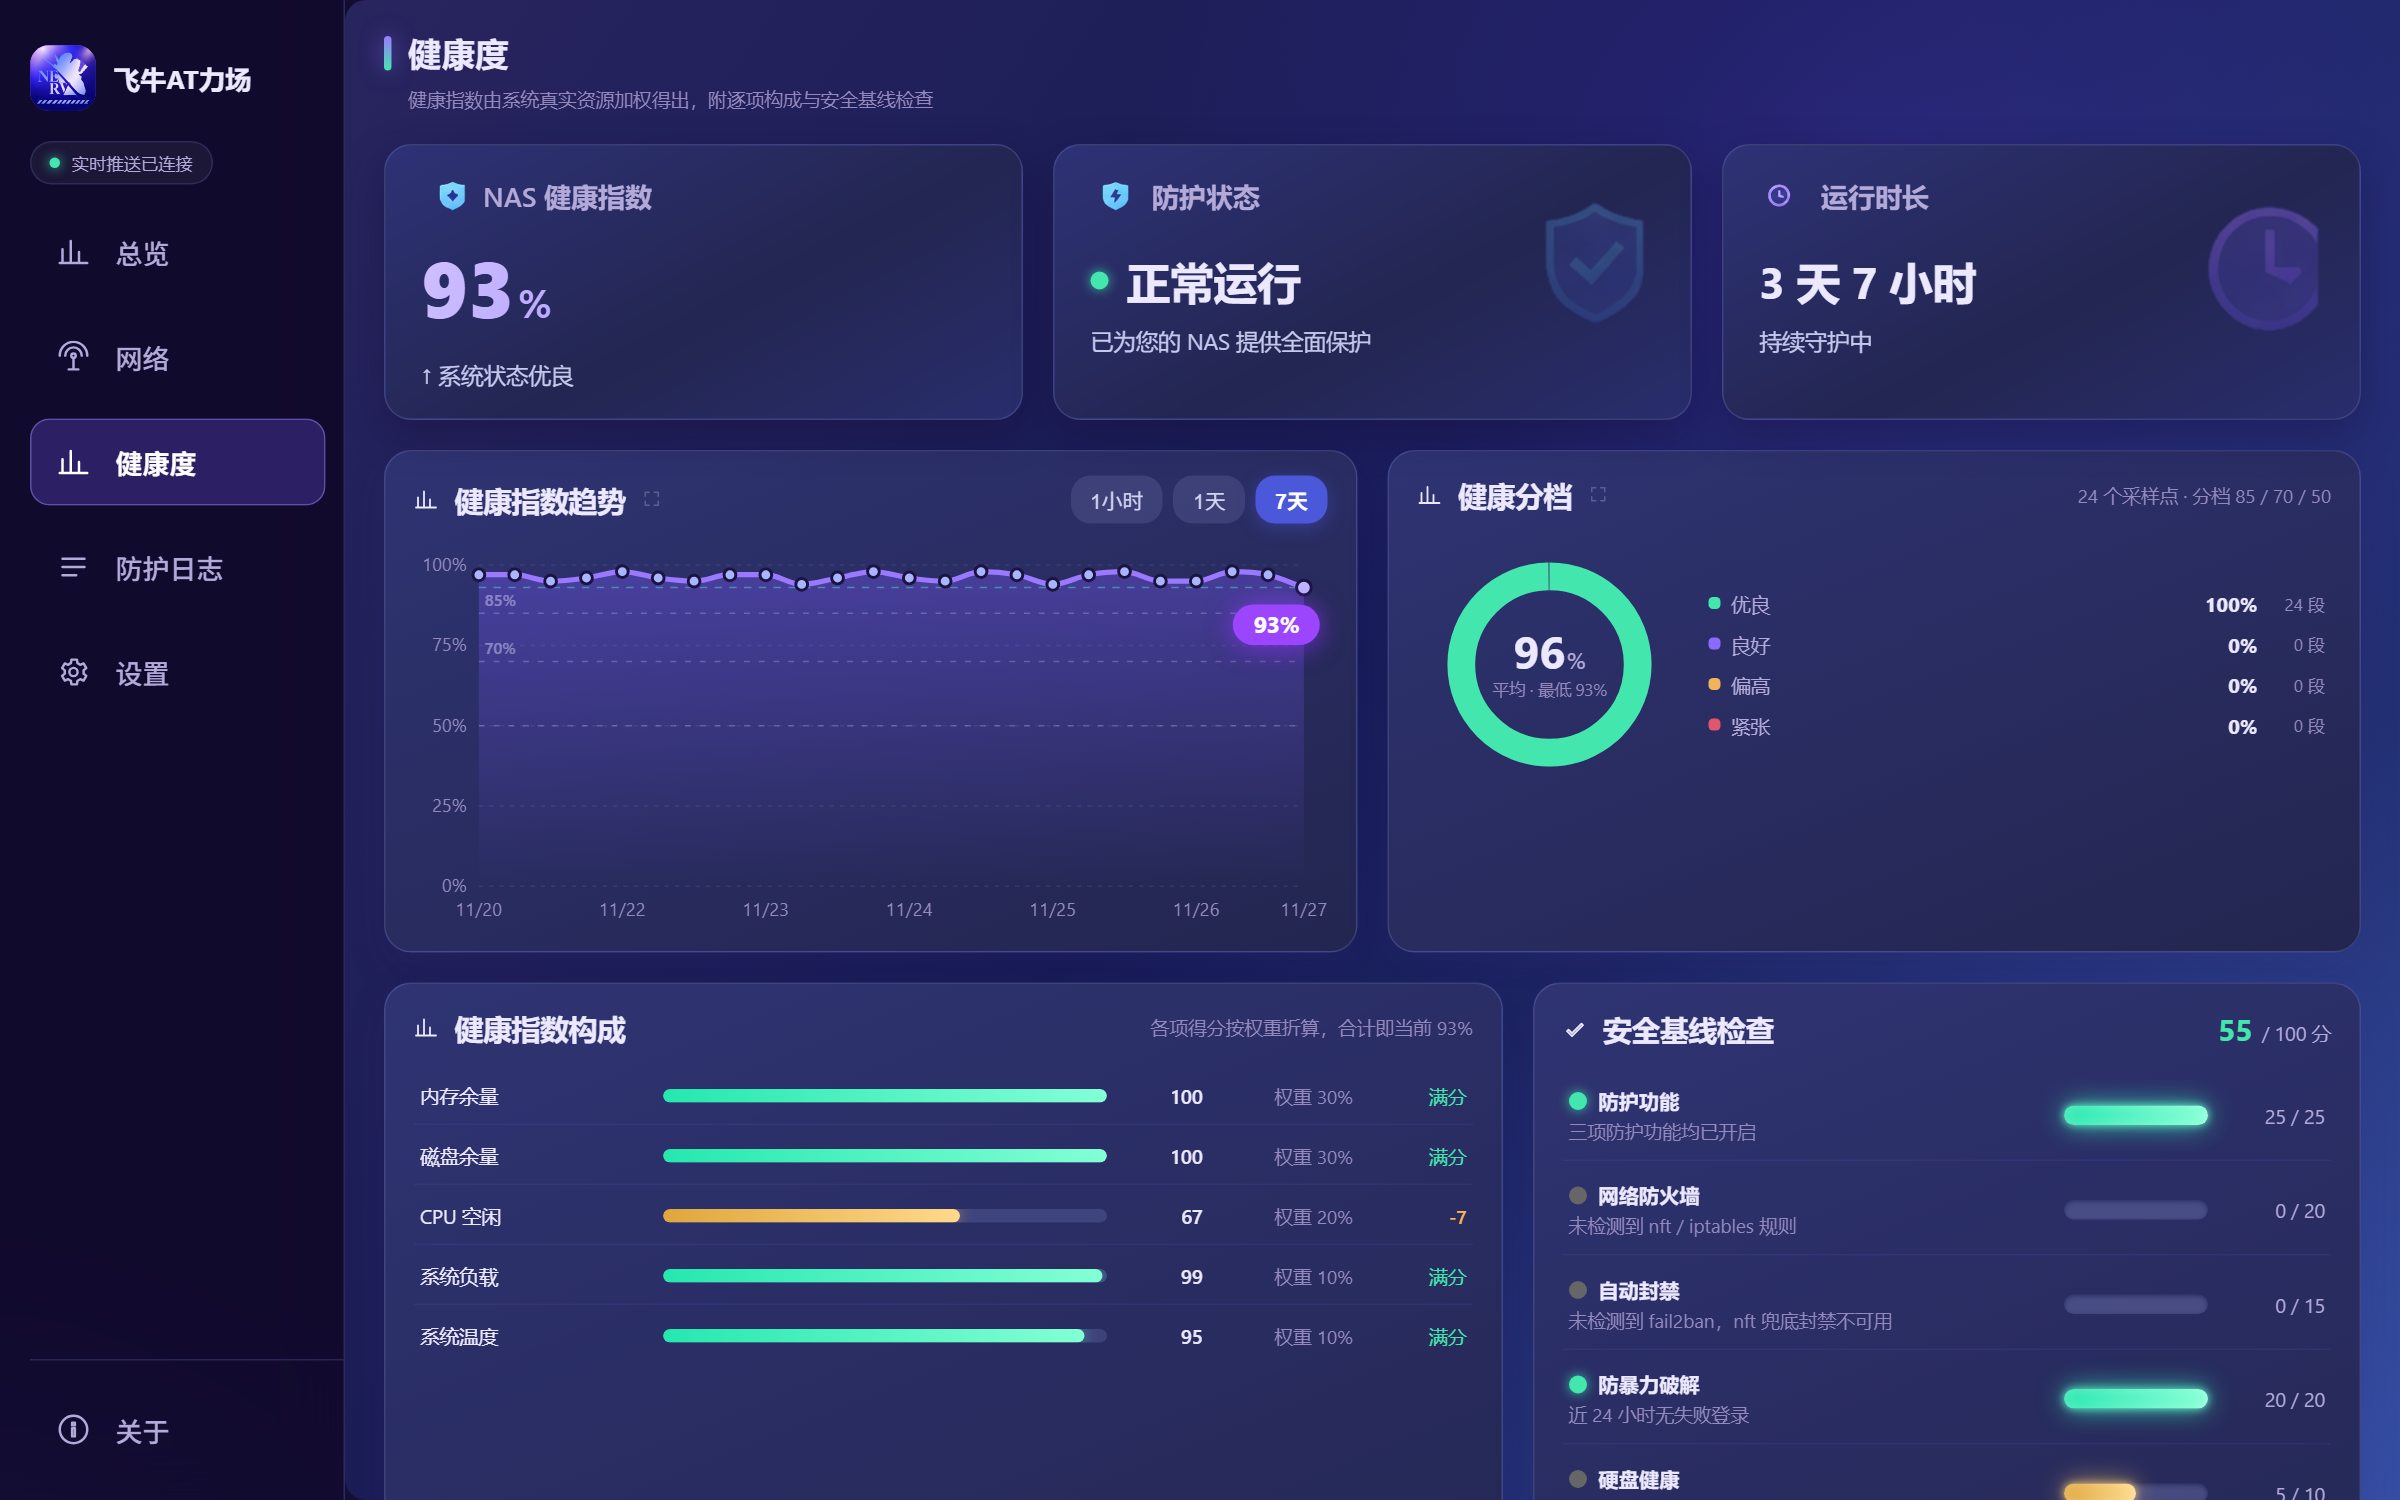 飞牛AT力场
实时推送已连接
总览
网络
健康度
防护日志
设置
关于
健康度
健康指数由系统真实资源加权得出，附逐项构成与安全基线检查
NAS 健康指数
93%
↑ 系统状态优良
防护状态
正常运行
已为您的 NAS 提供全面保护
运行时长
3 天 7 小时
持续守护中
健康指数趋势
1小时
1天
7天
100%
85%
75%
70%
50%
25%
0%
93%
11/20
11/22
11/23
11/24
11/25
11/26
11/27
健康分档
24 个采样点 · 分档 85 / 70 / 50
96%
平均 · 最低 93%
优良 100% 24 段
良好 0% 0 段
偏高 0% 0 段
紧张 0% 0 段
健康指数构成
各项得分按权重折算，合计即当前 93%
内存余量 100 权重 30% 满分
磁盘余量 100 权重 30% 满分
CPU 空闲 67 权重 20% -7
系统负载 99 权重 10% 满分
系统温度 95 权重 10% 满分
安全基线检查
55 / 100 分
防护功能
三项防护功能均已开启
25 / 25
网络防火墙
未检测到 nft / iptables 规则
0 / 20
自动封禁
未检测到 fail2ban，nft 兜底封禁不可用
0 / 15
防暴力破解
近 24 小时无失败登录
20 / 20
硬盘健康
5 / 10